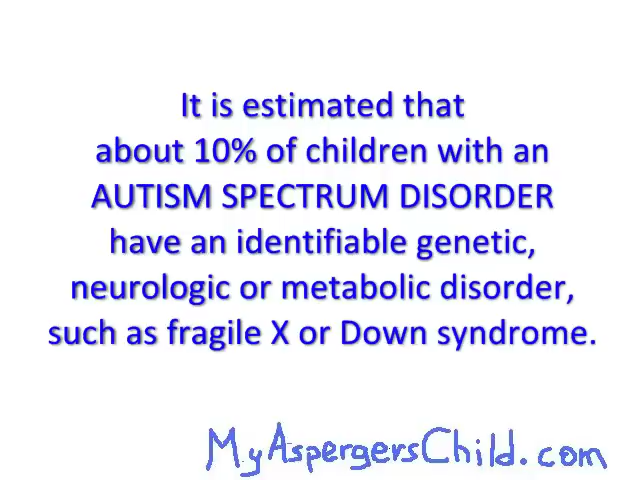 It is estimated that
about 10% of children with an
AUTISM SPECTRUM DISORDER
have an identifiable genetic,
neurologic or metabolic disorder,
such as fragile X or Down syndrome.
MyAspergersChild.com